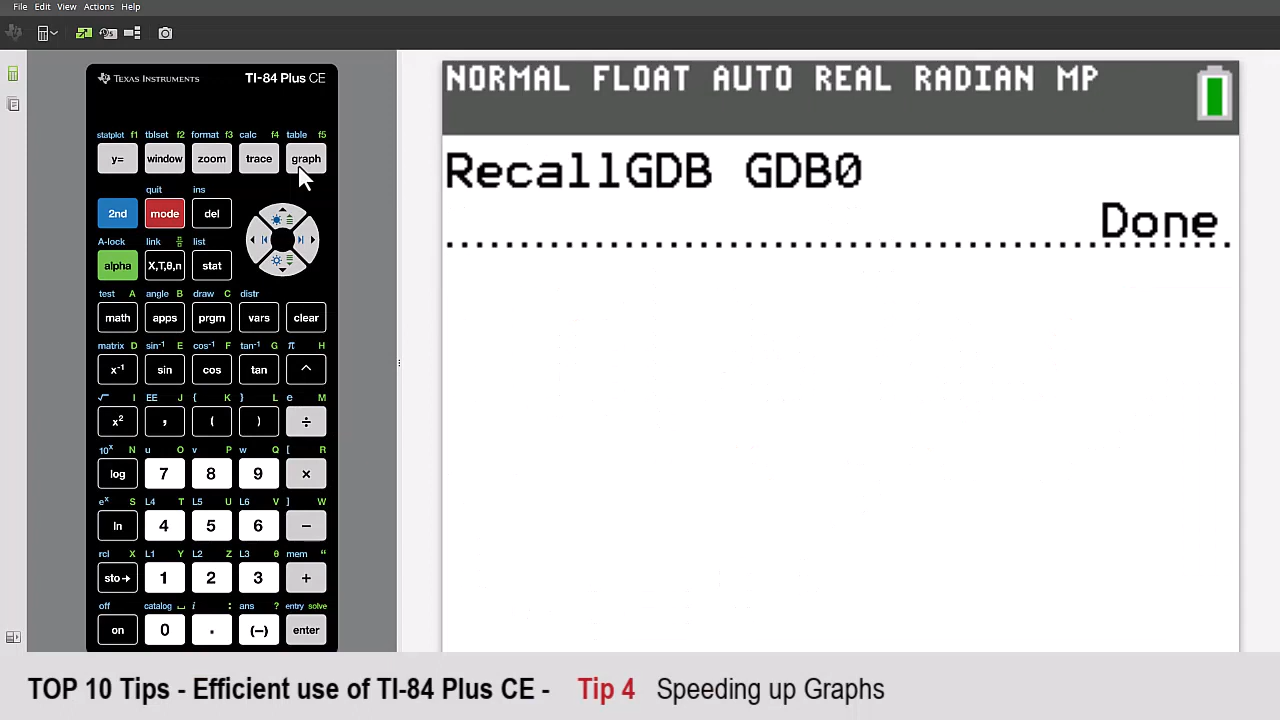 File Edit View Actions Help
TEXAS INSTRUMENTS TI-84 Plus CE
statplot f1 tblset f2 format f3 calc f4 table f5
y= window zoom trace graph
quit ins
2nd mode del
A-lock link list
alpha X,T,θ,n stat
test A angle B draw C distr
math apps prgm vars clear
matrix D sin⁻¹ E cos⁻¹ F tan⁻¹ G π H
x⁻¹ sin cos tan ^
√ I EE J { K } L e M
x² , ( ) ÷
10ˣ N u O v P w Q [ R
log 7 8 9 ×
eˣ S L4 T L5 U L6 V ] W
ln 4 5 6 −
rcl X L1 Y L2 Z L3 θ mem “
sto→ 1 2 3 +
off catalog ⎵ i : ans ? entry solve
on 0 . (−) enter
NORMAL FLOAT AUTO REAL RADIAN MP
RecallGDB GDB0
Done
TOP 10 Tips - Efficient use of TI-84 Plus CE - Tip 4 Speeding up Graphs